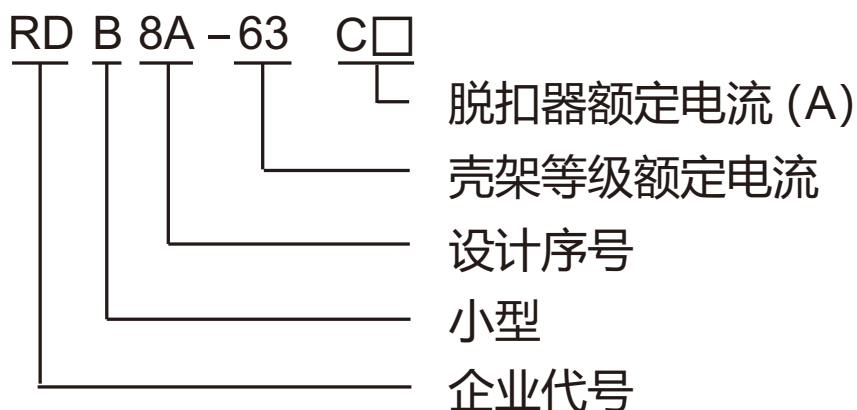 RD B 8A-63 C□
脱扣器额定电流 (A)
壳架等级额定电流
设计序号
小型
企业代号